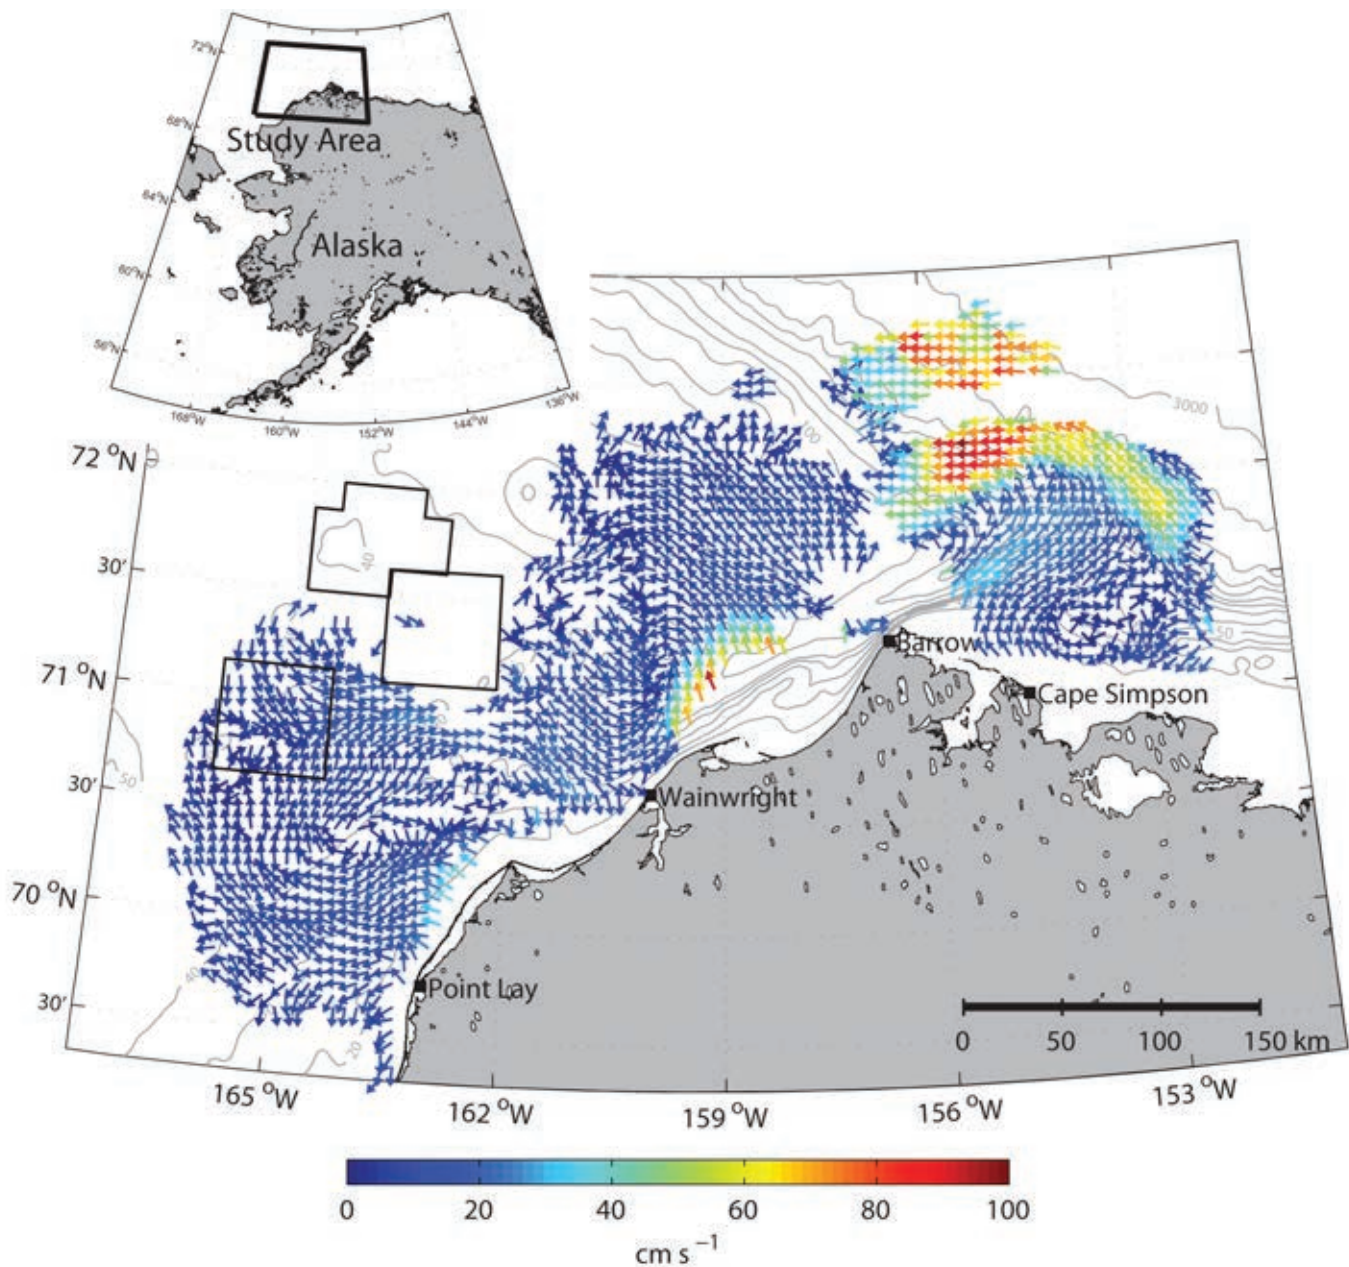 72°N
68°N
Study Area
64°N
Alaska
60°N
56°N
168°W
160°W
152°W
144°W
136°W
3000
100
72 °N
40
30'
50
Barrow
71 °N
Cape Simpson
50
30'
Wainwright
70 °N
40
Point Lay
30'
20
0 50 100 150 km
165 °W
162 °W
159 °W
156 °W
153 °W
0 20 40 60 80 100
cm s⁻¹